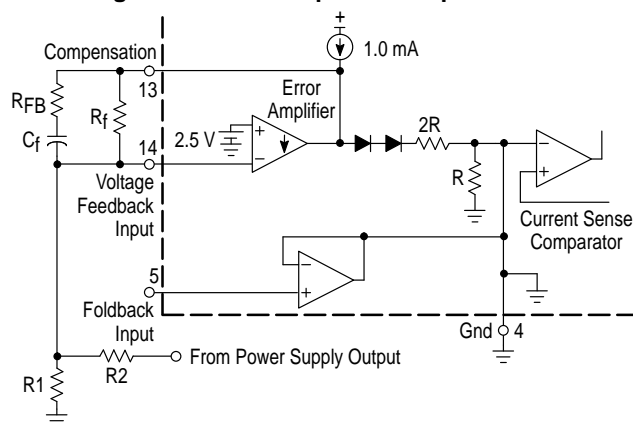 +
1.0 mA
Compensation
13
RFB
Rf
Cf
Error
Amplifier
2.5 V
+
−
14
Voltage
Feedback
Input
2R
R
−
+
Current Sense
Comparator
5
Foldback
Input
−
+
Gnd
4
R2
From Power Supply Output
R1